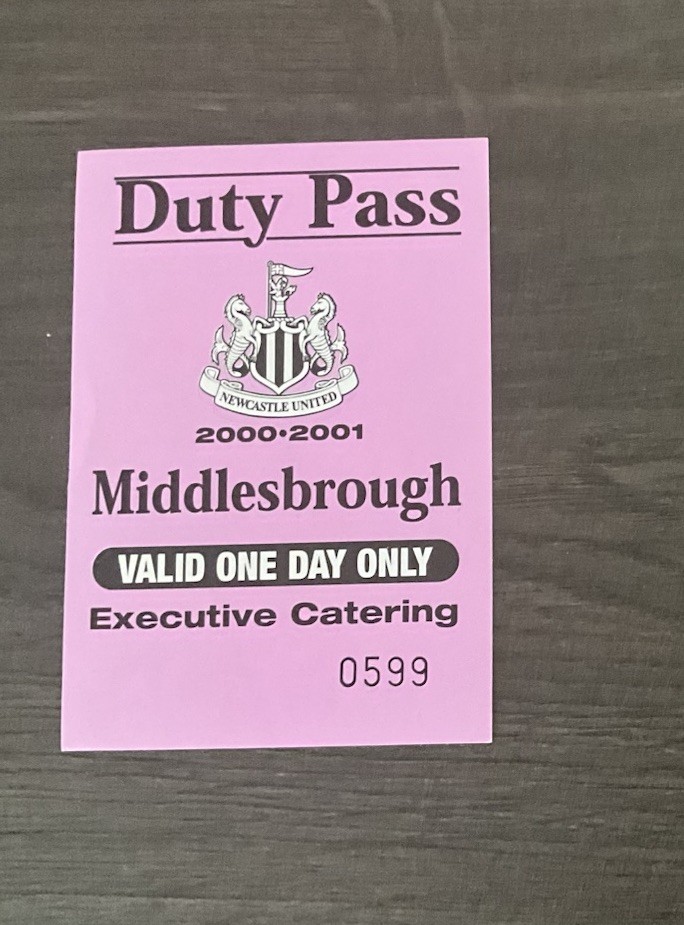 Duty Pass
NEWCASTLE UNITED
2000•2001
Middlesbrough
VALID ONE DAY ONLY
Executive Catering
0599